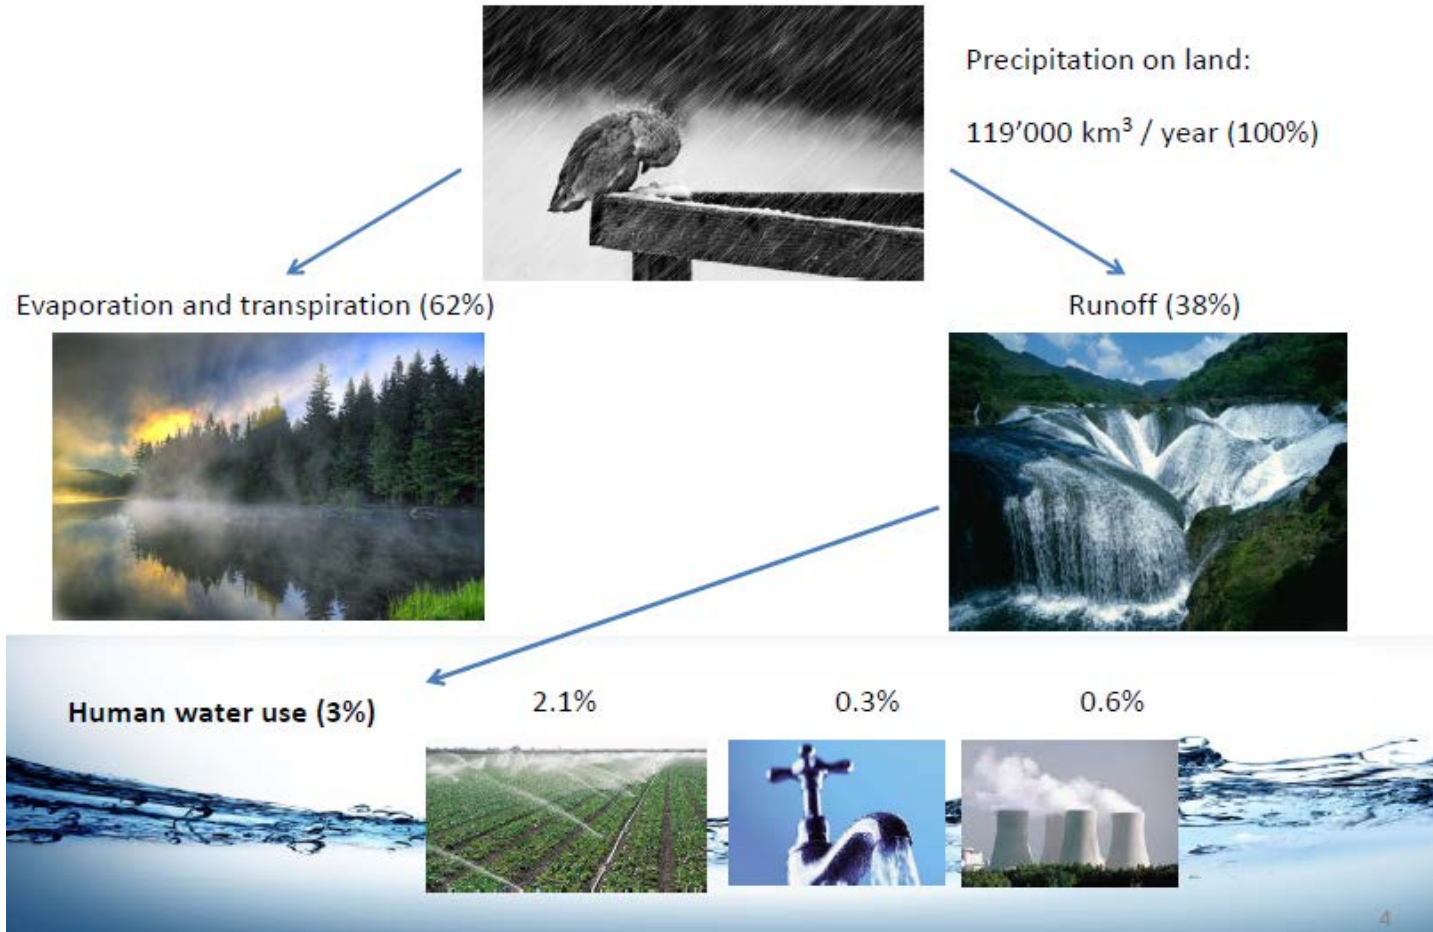 Precipitation on land:
119’000 km³ / year (100%)
Evaporation and transpiration (62%)
Runoff (38%)
Human water use (3%)
2.1%
0.3%
0.6%
4